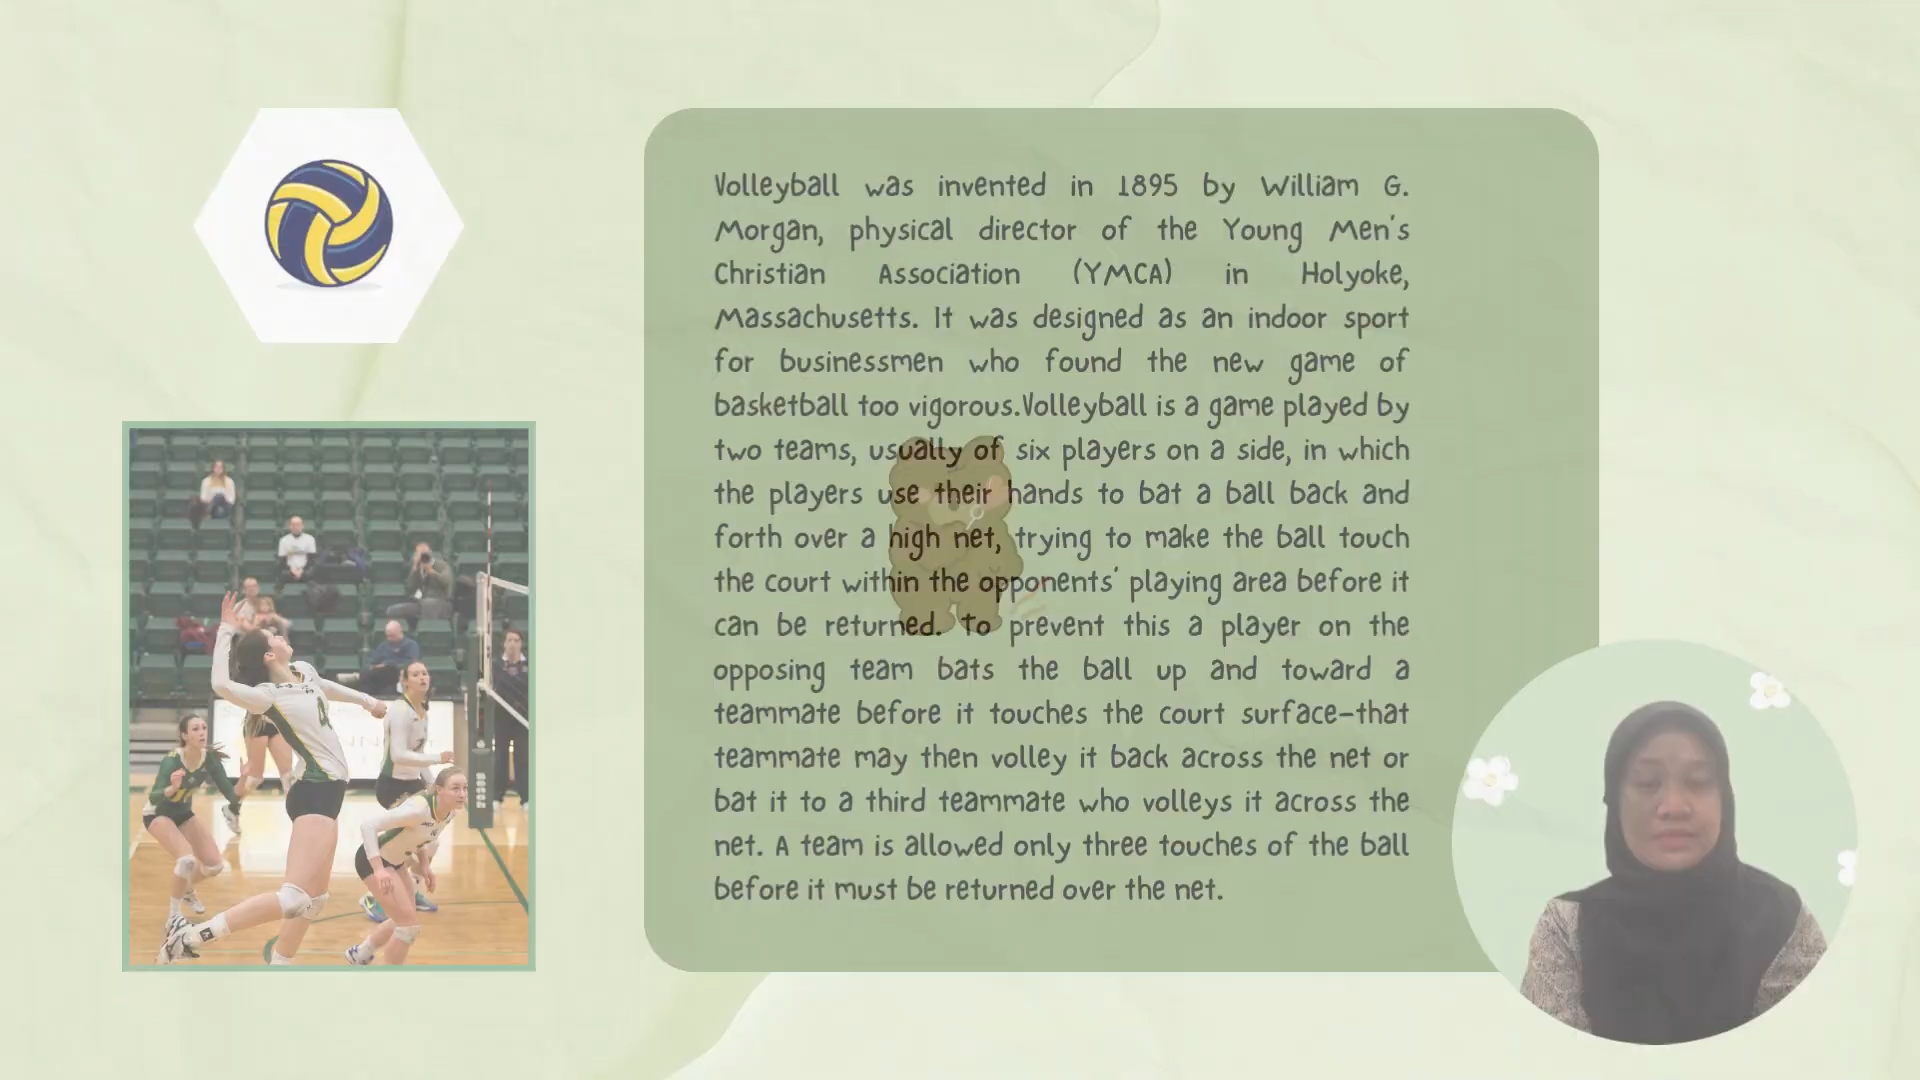 Volleyball was invented in 1895 by William G.
Morgan, physical director of the Young Men's
Christian Association (YMCA) in Holyoke,
Massachusetts. It was designed as an indoor sport
for businessmen who found the new game of
basketball too vigorous.Volleyball is a game played by
two teams, usually of six players on a side, in which
the players use their hands to bat a ball back and
forth over a high net, trying to make the ball touch
the court within the opponents' playing area before it
can be returned. To prevent this a player on the
opposing team bats the ball up and toward a
teammate before it touches the court surface—that
teammate may then volley it back across the net or
bat it to a third teammate who volleys it across the
net. A team is allowed only three touches of the ball
before it must be returned over the net.